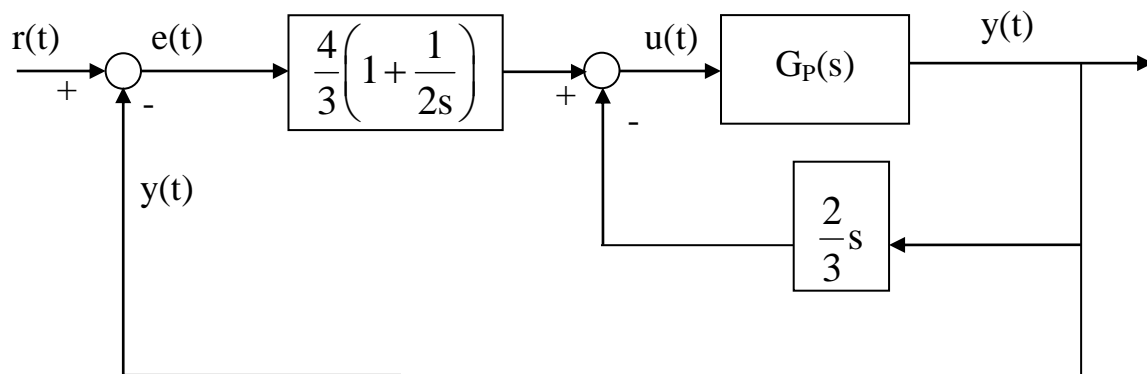 r(t)
e(t)
4/3(1+1/2s)
u(t)
G_P(s)
y(t)
+
-
+
-
y(t)
2/3 s